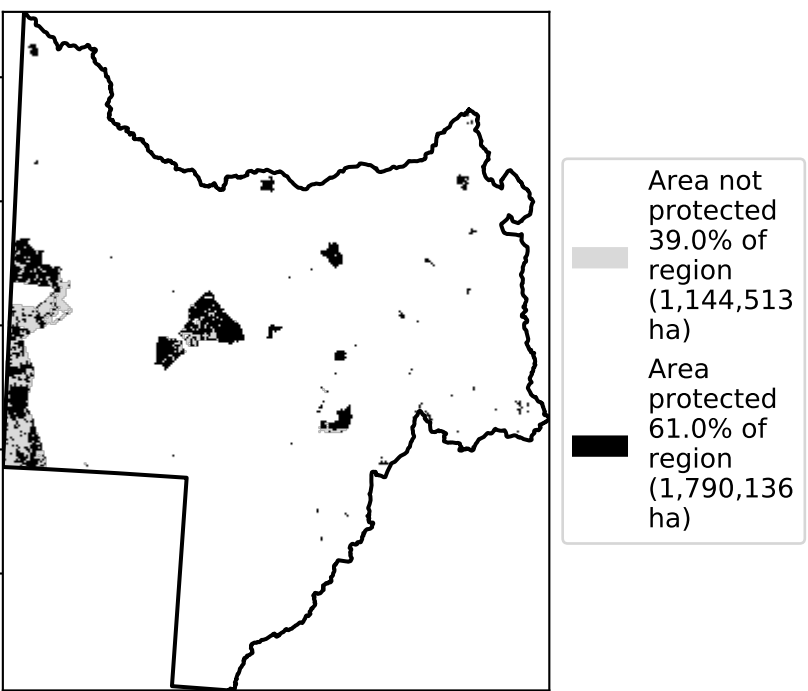 Area not
protected
39.0% of
region
(1,144,513
ha)
Area
protected
61.0% of
region
(1,790,136
ha)